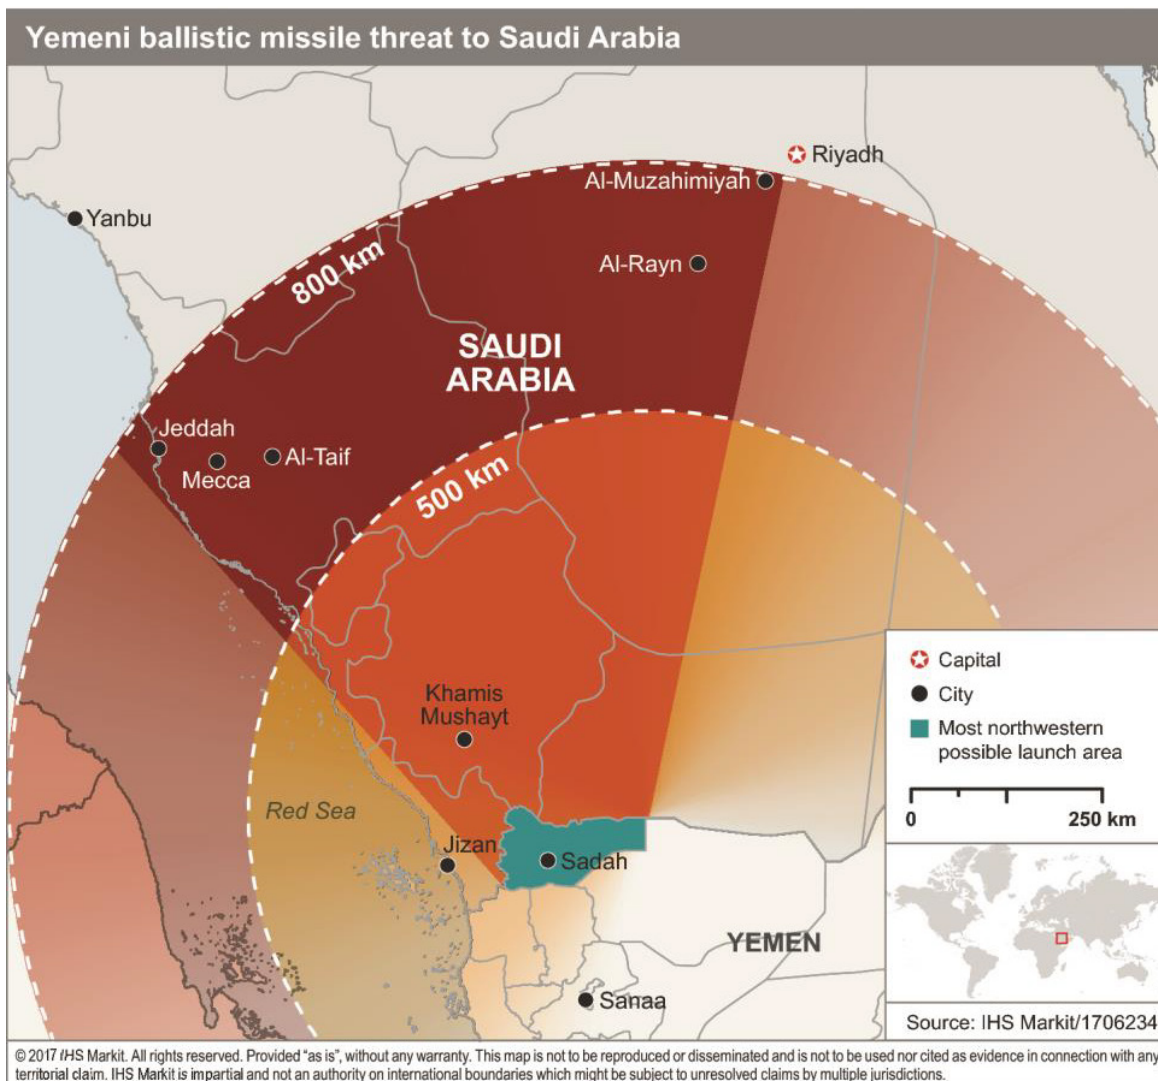 Yemeni ballistic missile threat to Saudi Arabia
Riyadh
Al-Muzahimiyah
Yanbu
Al-Rayn
800 km
SAUDI
ARABIA
Jeddah
Al-Taif
Mecca
500 km
Khamis
Mushayt
Red Sea
Jizan
Sadah
YEMEN
Sanaa
Capital
City
Most northwestern
possible launch area
0 250 km
Source: IHS Markit/1706234
© 2017 IHS Markit. All rights reserved. Provided “as is”, without any warranty. This map is not to be reproduced or disseminated and is not to be used nor cited as evidence in connection with any
territorial claim. IHS Markit is impartial and not an authority on international boundaries which might be subject to unresolved claims by multiple jurisdictions.